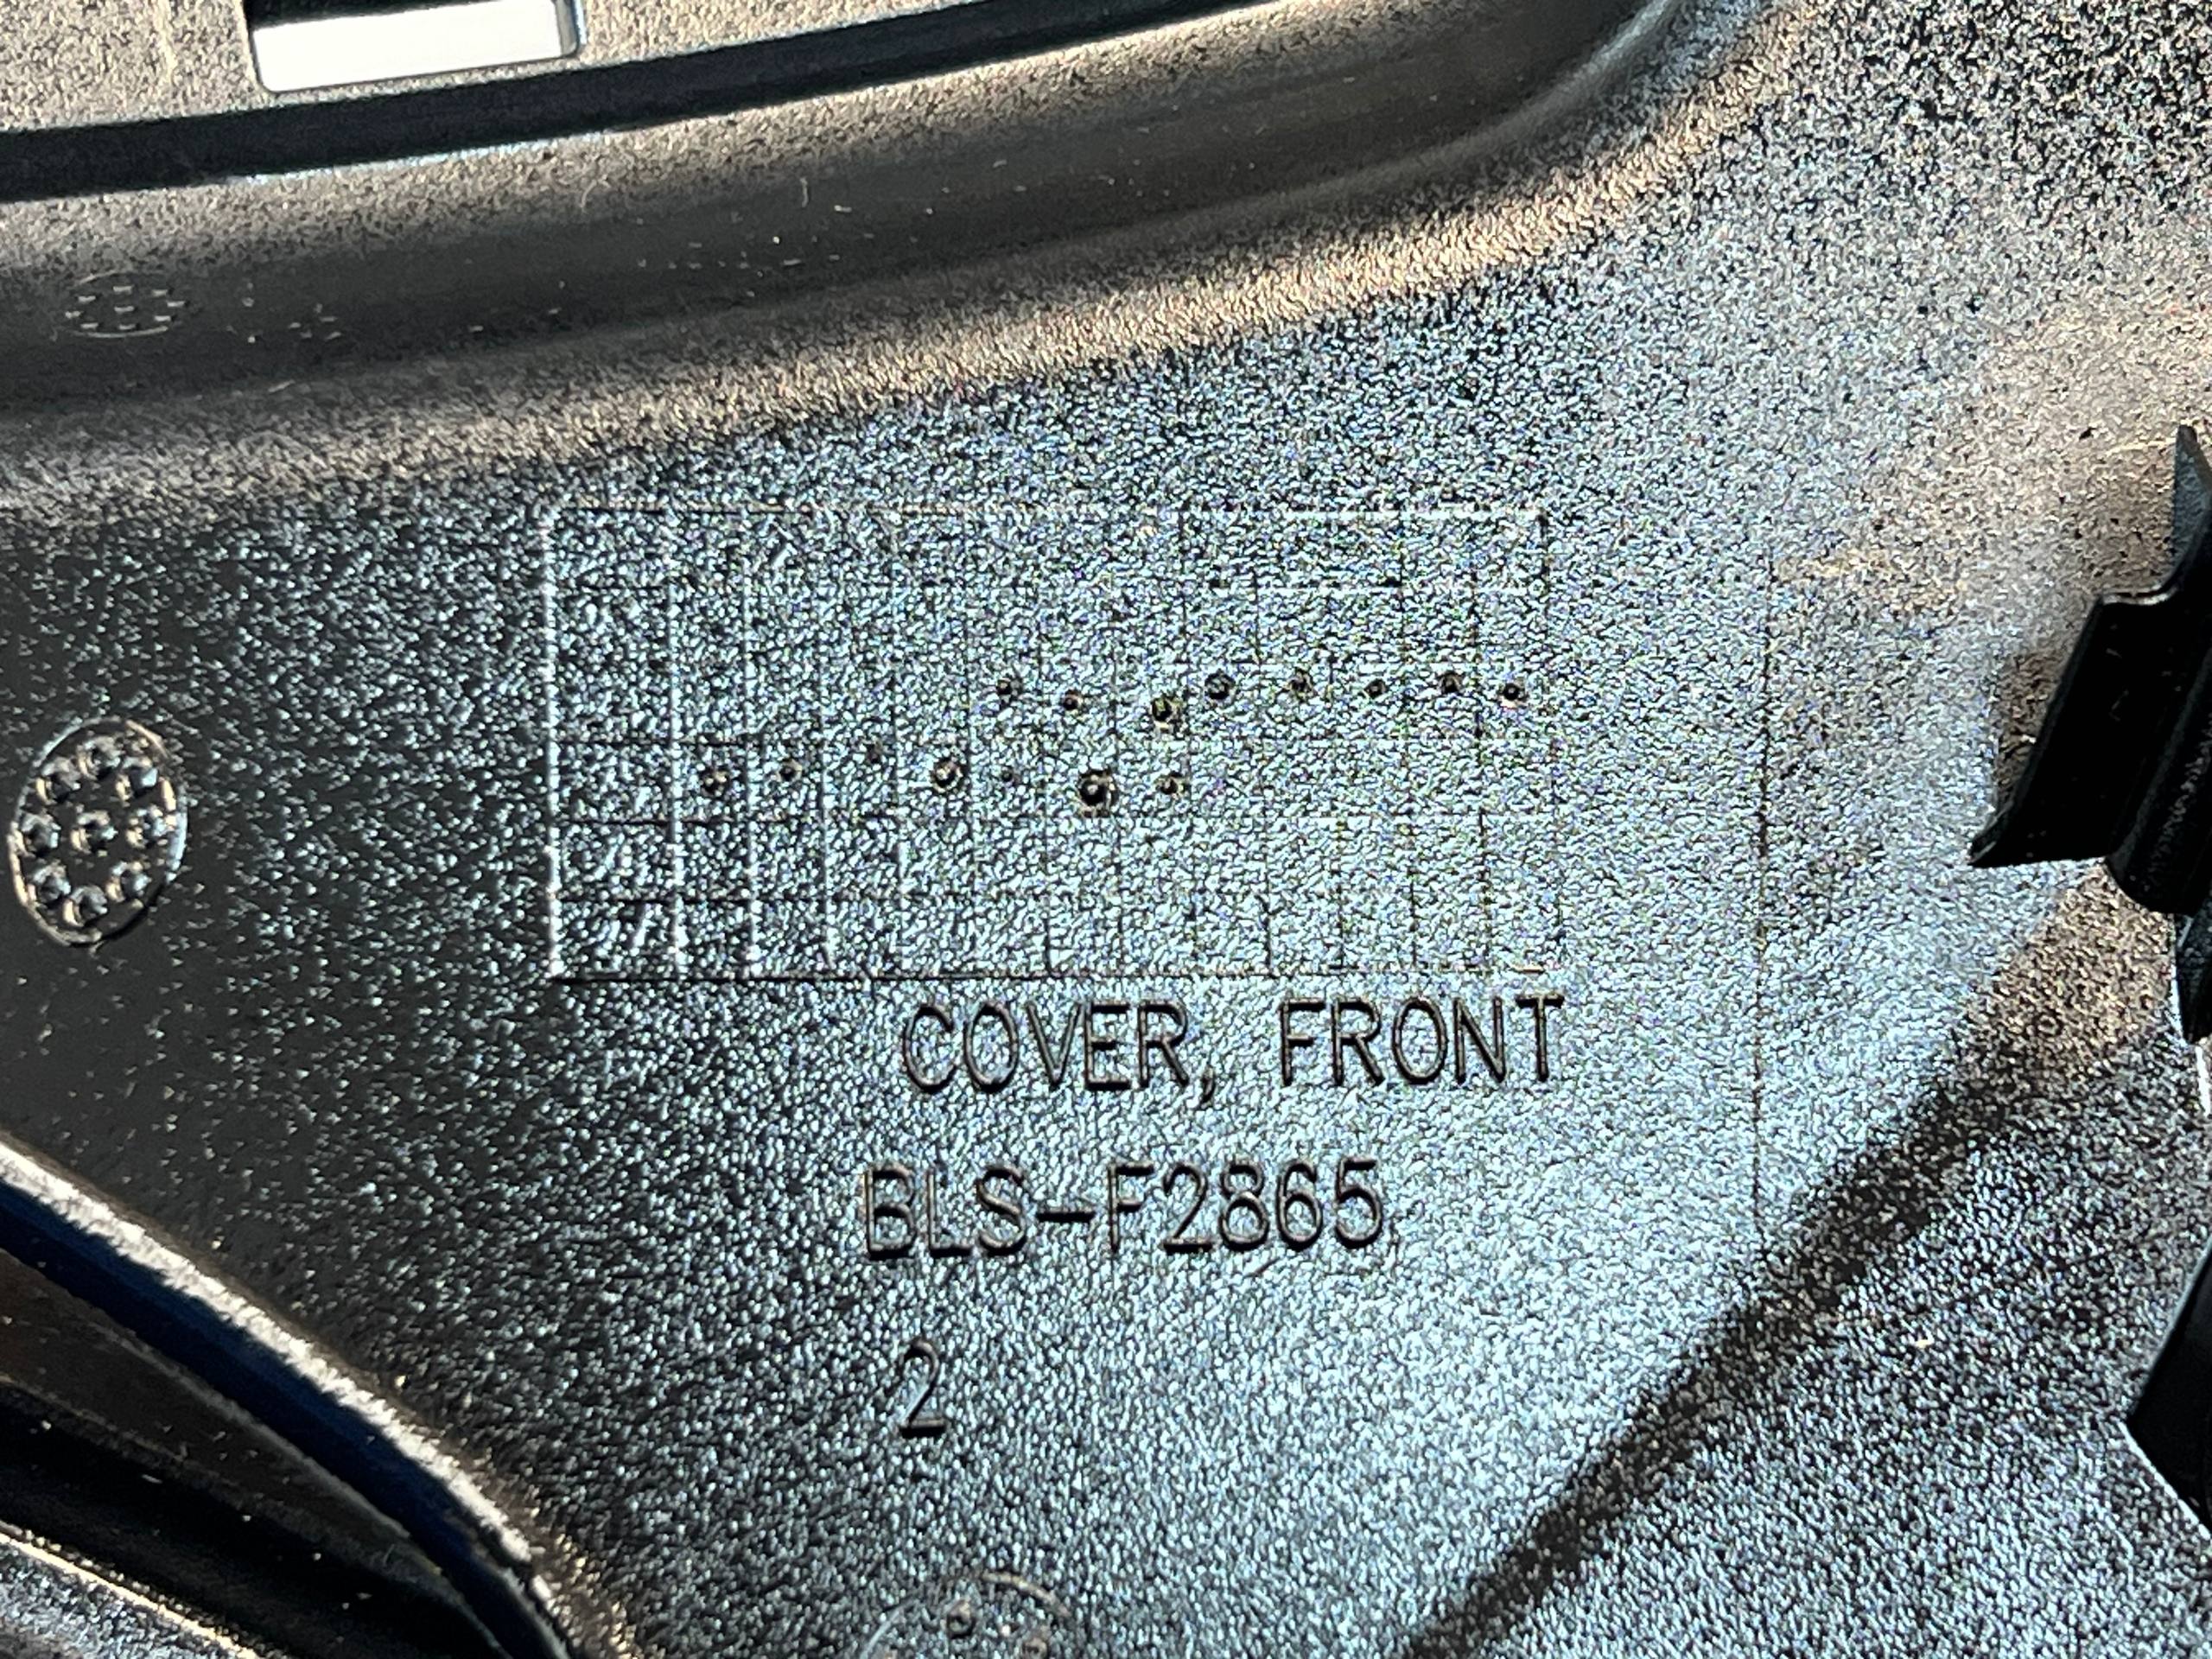 COVER, FRONT
BLS-F2865
2